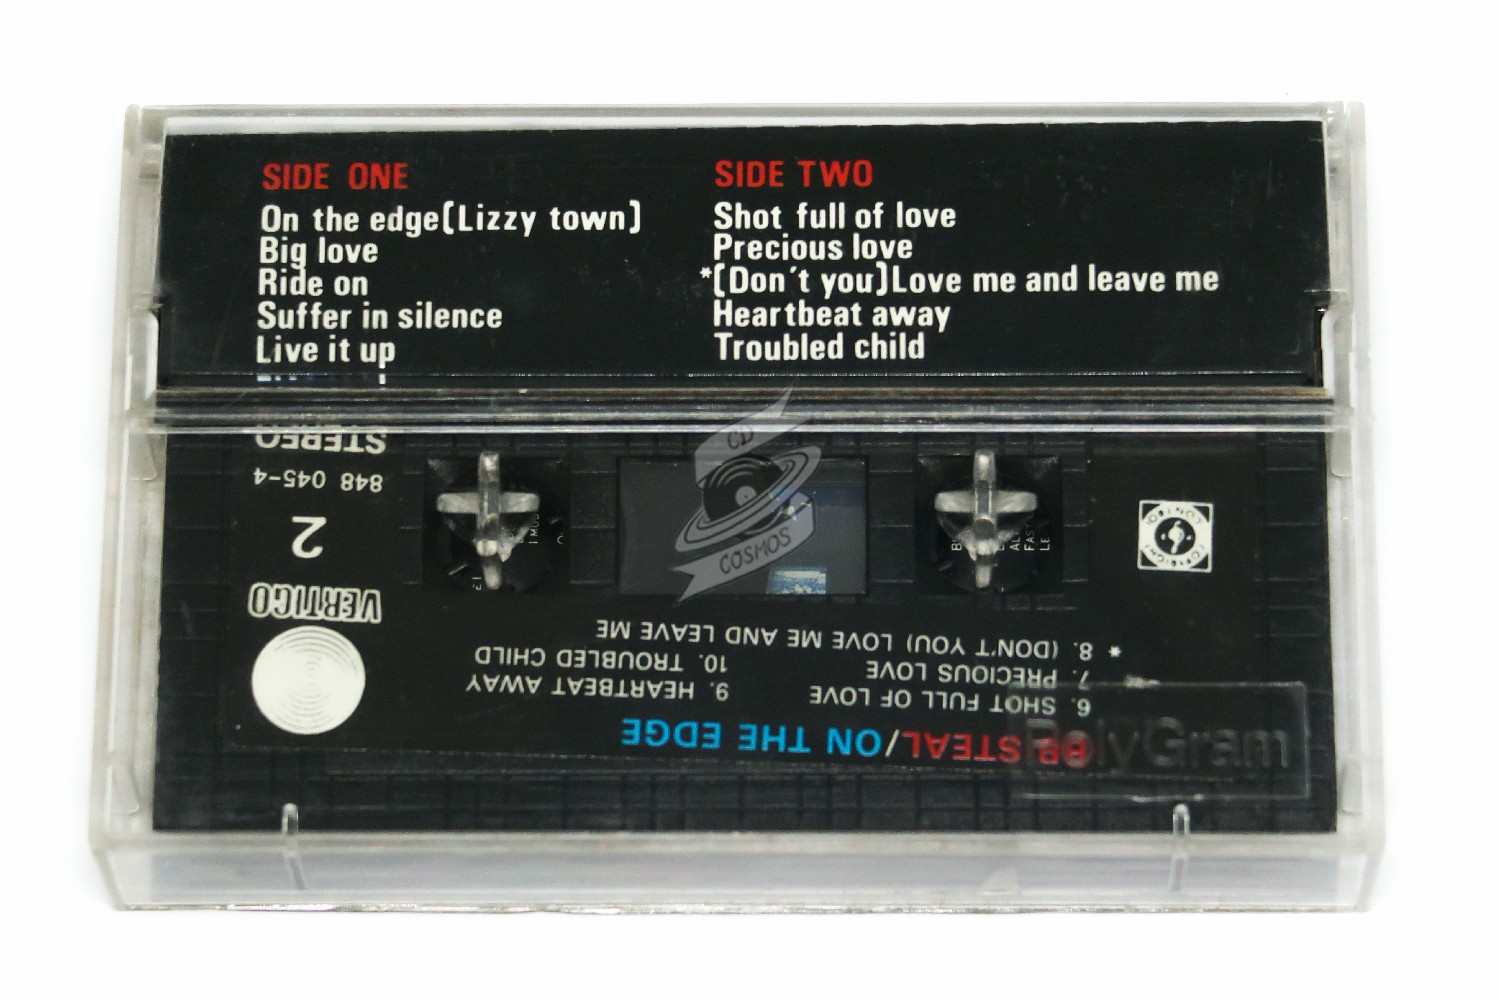 SIDE ONE
On the edge(Lizzy town)
Big love
Ride on
Suffer in silence
Live it up
SIDE TWO
Shot full of love
Precious love
*(Don't you)Love me and leave me
Heartbeat away
Troubled child
CD
COSMOS
STEREO
848 045-4
2
VERTIGO
BB STEAL/ON THE EDGE
6. SHOT FULL OF LOVE
7. PRECIOUS LOVE
* 8. (DON'T YOU) LOVE ME AND LEAVE ME
9. HEARTBEAT AWAY
10. TROUBLED CHILD
PolyGram